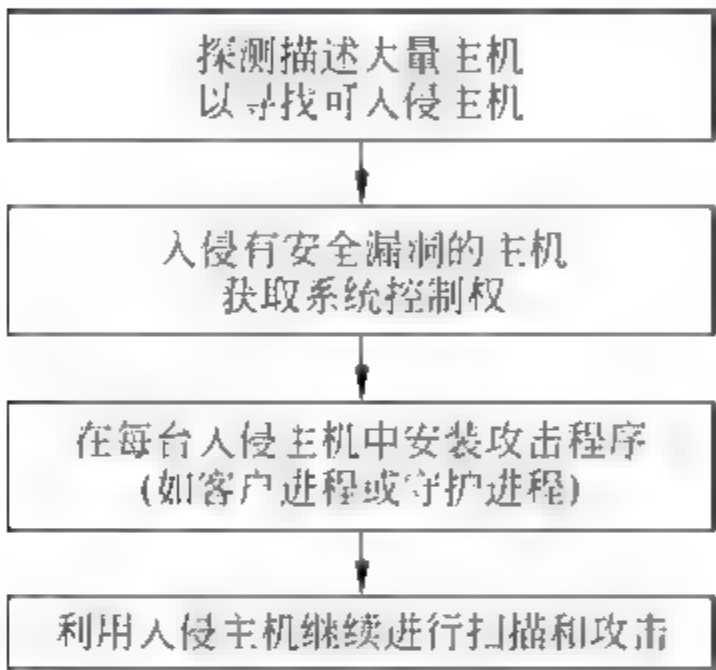 探测描述大量主机
以寻找可入侵主机
入侵有安全漏洞的主机
获取系统控制权
在每台入侵主机中安装攻击程序
(如客户进程或守护进程)
利用入侵主机继续进行扫描和攻击